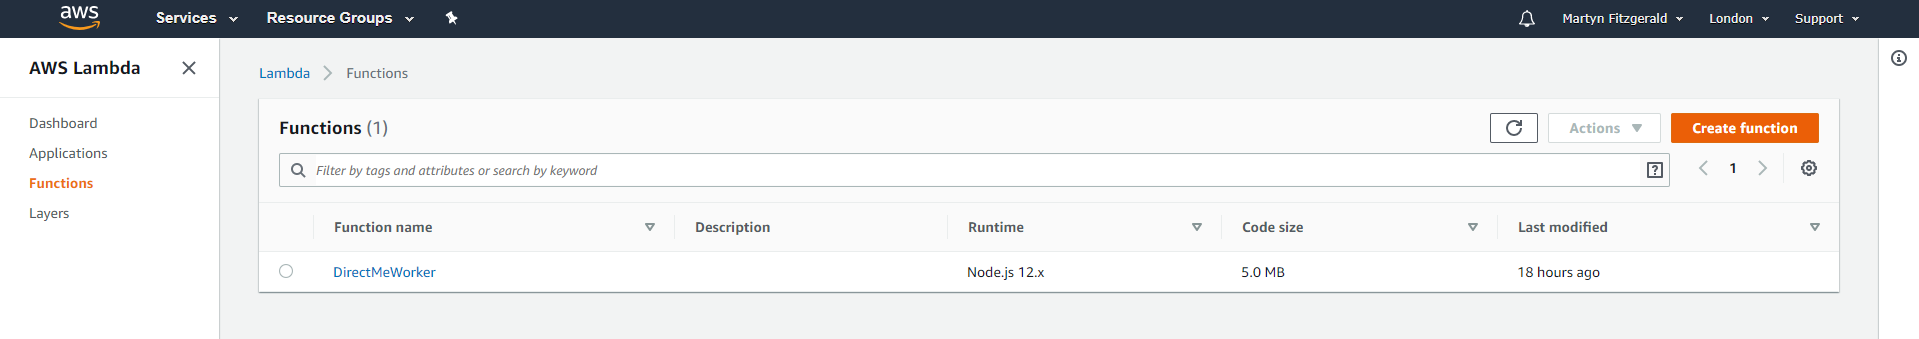 aws Services Resource Groups Martyn Fitzgerald London Support
AWS Lambda
Dashboard
Applications
Functions
Layers
Lambda Functions
Functions (1) Actions Create function
Filter by tags and attributes or search by keyword ? 1
Function name Description Runtime Code size Last modified
DirectMeWorker Node.js 12.x 5.0 MB 18 hours ago